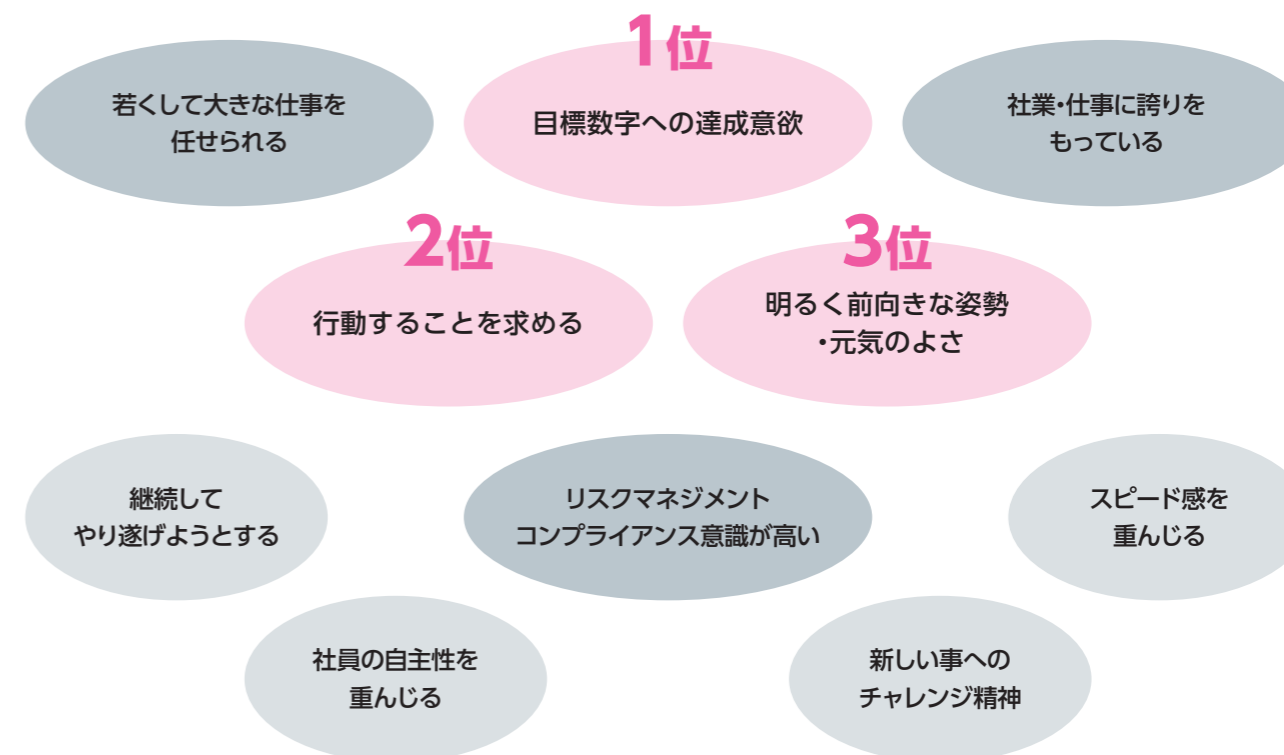 1位
若くして大きな仕事を
任せられる
目標数字への達成意欲
社業・仕事に誇りを
もっている
2位
行動することを求める
3位
明るく前向きな姿勢
・元気のよさ
継続して
やり遂げようとする
リスクマネジメント
コンプライアンス意識が高い
スピード感を
重んじる
社員の自主性を
重んじる
新しい事への
チャレンジ精神